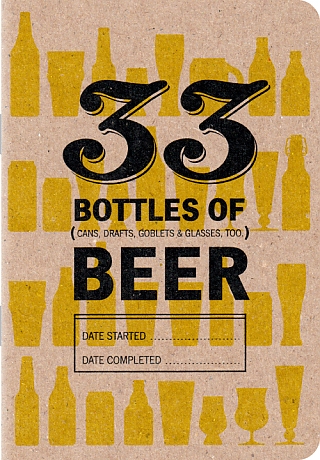 33
BOTTLES OF
(CANS, DRAFTS, GOBLETS & GLASSES, TOO.)
BEER
DATE STARTED ........................
DATE COMPLETED ....................